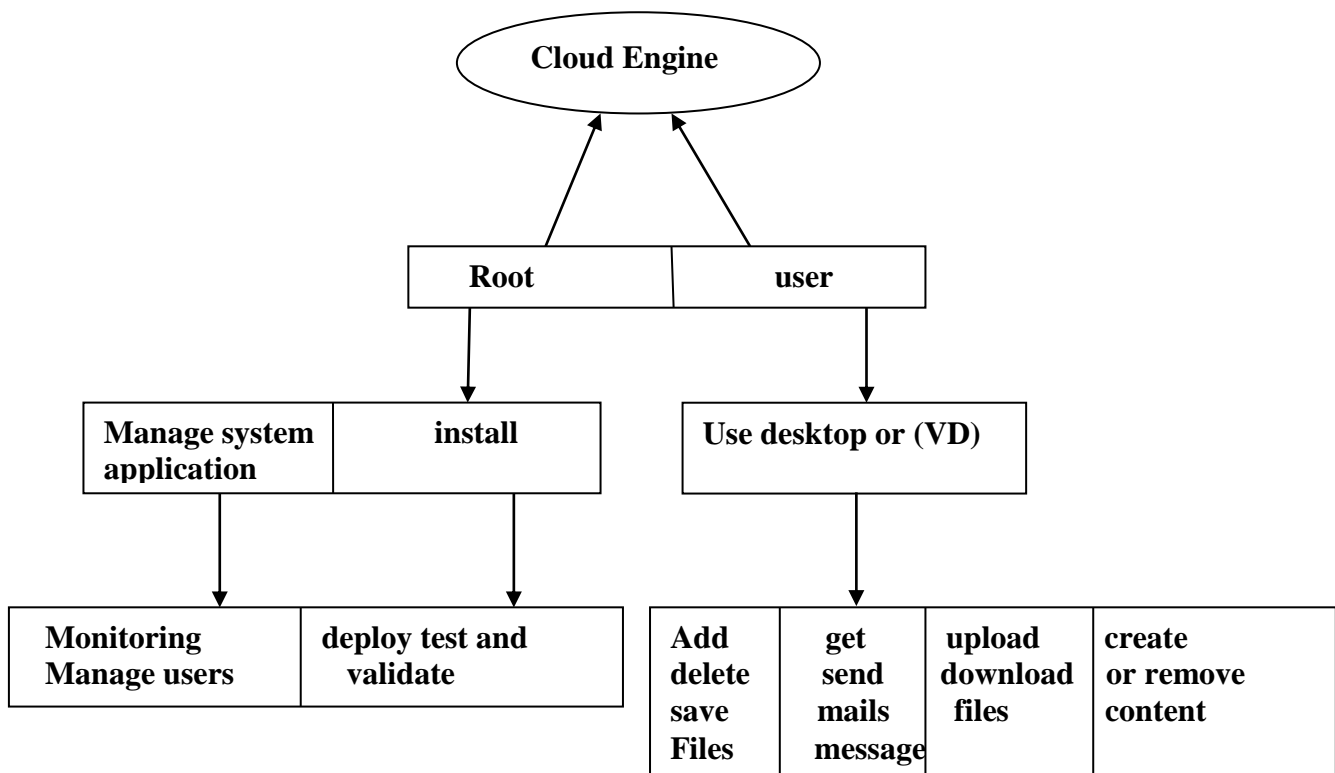 Cloud Engine
Root
user
Manage system
application
install
Use desktop or (VD)
Monitoring
Manage users
deploy test and
validate
Add
delete
save
Files
get
send
mails
message
upload
download
files
create
or remove
content